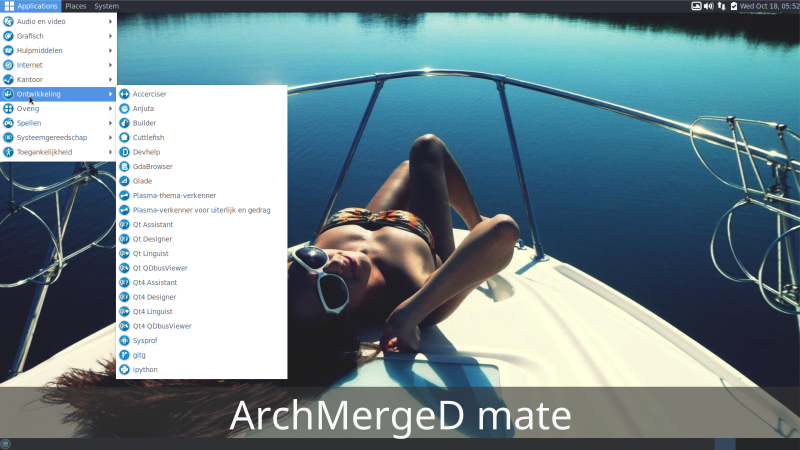 Applications Places System Wed Oct 18, 05:52
Audio en video
Grafisch
Hulpmiddelen
Internet
Kantoor
Ontwikkeling
Overig
Spellen
Systeemgereedschap
Toegankelijkheid
Accerciser
Anjuta
Builder
Cuttlefish
Devhelp
GdaBrowser
Glade
Plasma-thema-verkenner
Plasma-verkenner voor uiterlijk en gedrag
Qt Assistant
Qt Designer
Qt Linguist
Qt QDbusViewer
Qt4 Assistant
Qt4 Designer
Qt4 Linguist
Qt4 QDbusViewer
Sysprof
gitg
ipython
ArchMergeD mate